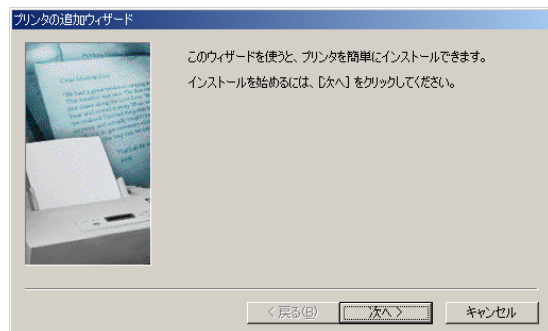 プリンタの追加ウィザード
このウィザードを使うと、プリンタを簡単にインストールできます。
インストールを始めるには、[次へ] をクリックしてください。
< 戻る(B)
次へ >
キャンセル